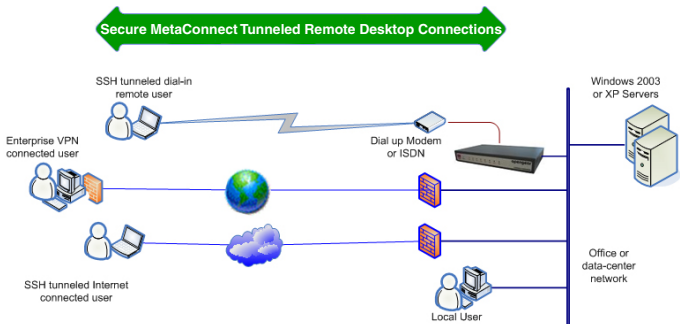 Secure MetaConnect Tunneled Remote Desktop Connections
SSH tunneled dial-in
remote user
Windows 2003
or XP Servers
Enterprise VPN
connected user
Dial up Modem
or ISDN
SSH tunneled Internet
connected user
Office or
data-center
network
Local User